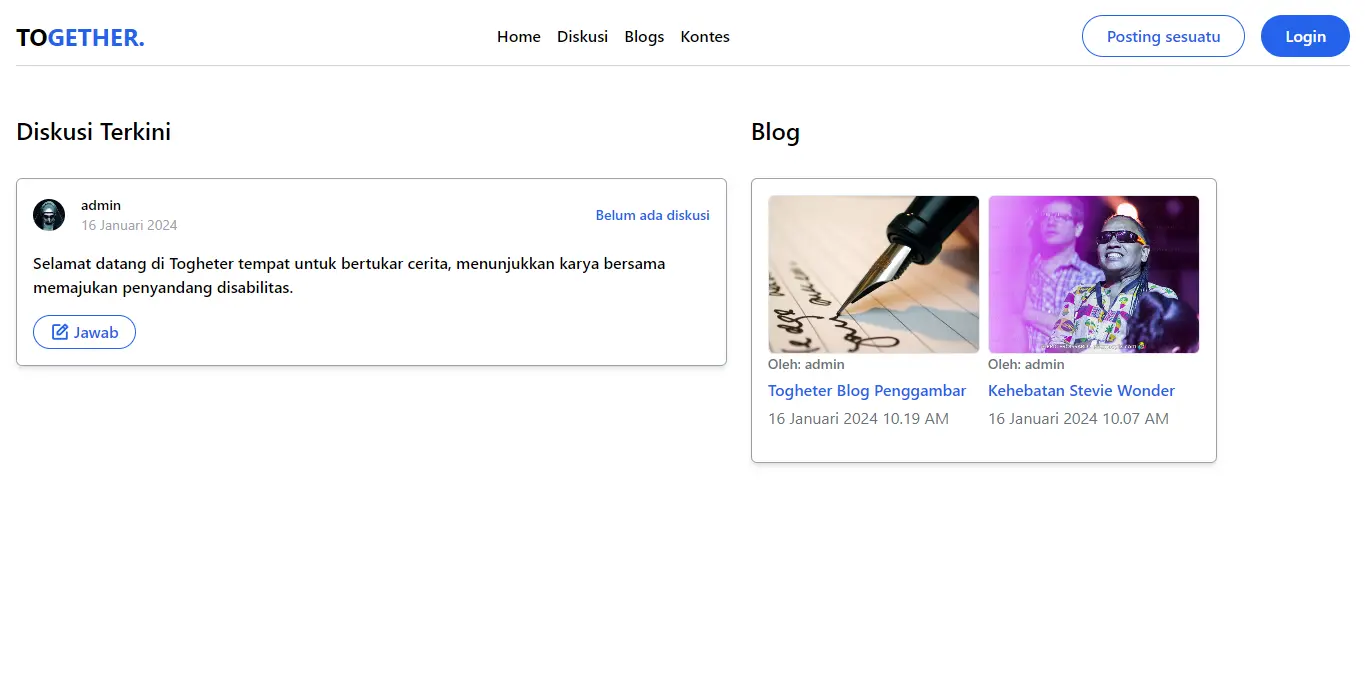 TOGETHER.
Home Diskusi Blogs Kontes
Posting sesuatu
Login
Diskusi Terkini
admin
16 Januari 2024
Belum ada diskusi
Selamat datang di Togheter tempat untuk bertukar cerita, menunjukkan karya bersama
memajukan penyandang disabilitas.
Jawab
Blog
Oleh: admin
Togheter Blog Penggambar
16 Januari 2024 10.19 AM
Oleh: admin
Kehebatan Stevie Wonder
16 Januari 2024 10.07 AM